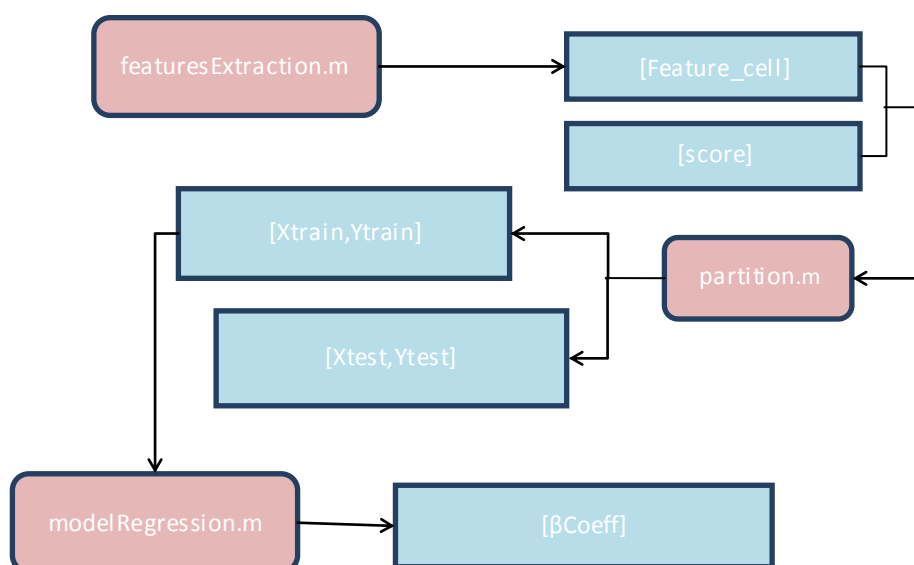 featuresExtraction.m
[Feature_cell]
[score]
[Xtrain,Ytrain]
partition.m
[Xtest,Ytest]
modelRegression.m
[βCoeff]